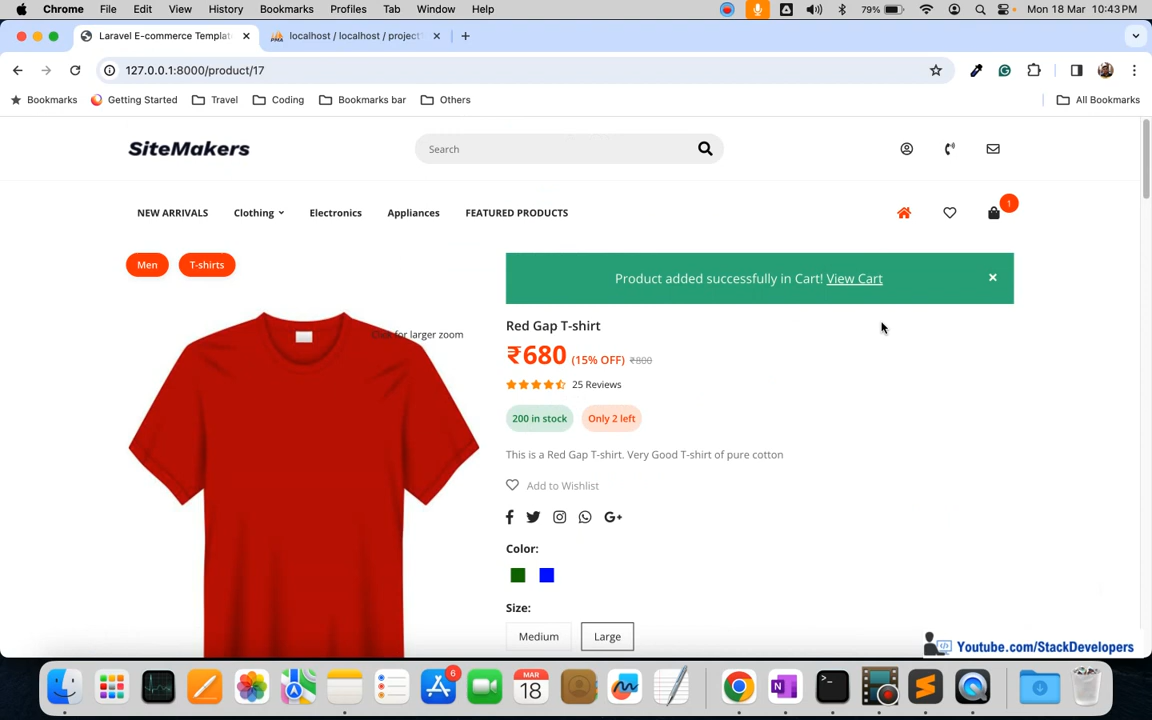 Chrome File Edit View History Bookmarks Profiles Tab Window Help 79% Mon 18 Mar 10:43PM
Laravel E-commerce Templat localhost / localhost / project
127.0.0.1:8000/product/17
Bookmarks Getting Started Travel Coding Bookmarks bar Others All Bookmarks
SiteMakers Search
NEW ARRIVALS Clothing Electronics Appliances FEATURED PRODUCTS 1
Men T-shirts
Product added successfully in Cart! View Cart ×
Red Gap T-shirt
for larger zoom
₹680 (15% OFF) ₹800
25 Reviews
200 in stock Only 2 left
This is a Red Gap T-shirt. Very Good T-shirt of pure cotton
Add to Wishlist
Color:
Size:
Medium Large
Youtube.com/StackDevelopers
6
MAR
18